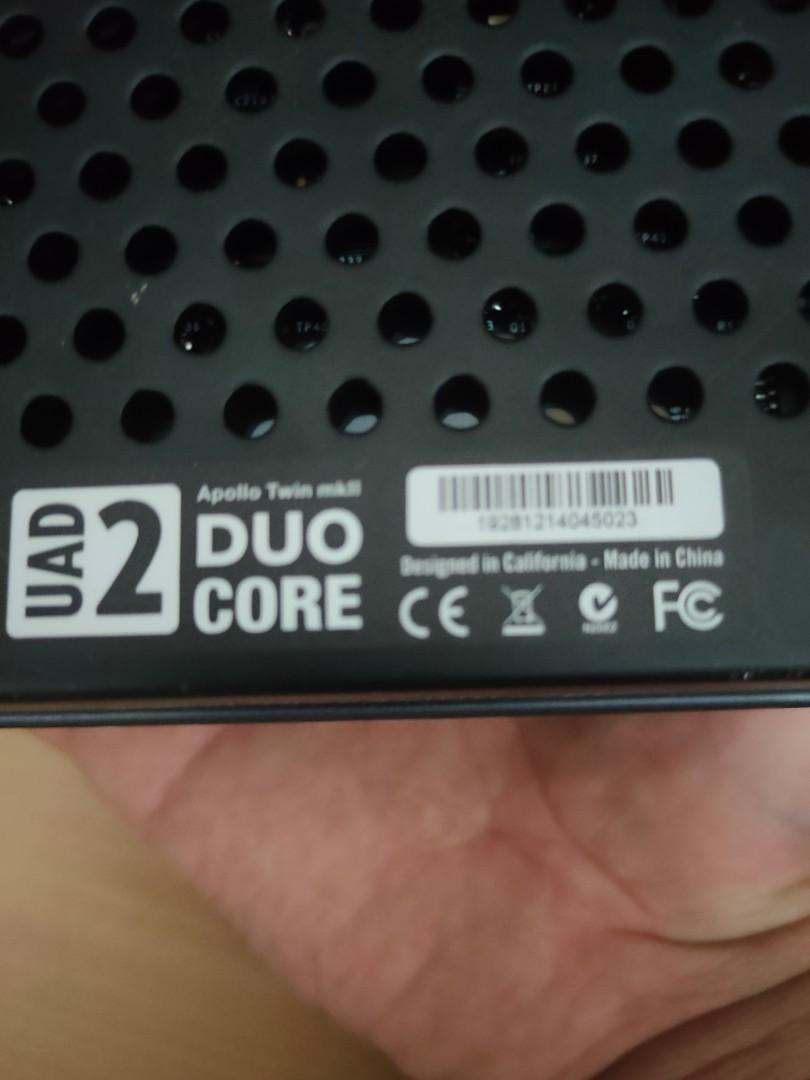 UAD 2
Apollo Twin mkII
DUO
CORE
19281214045023
Designed in California - Made in China
CE
FC